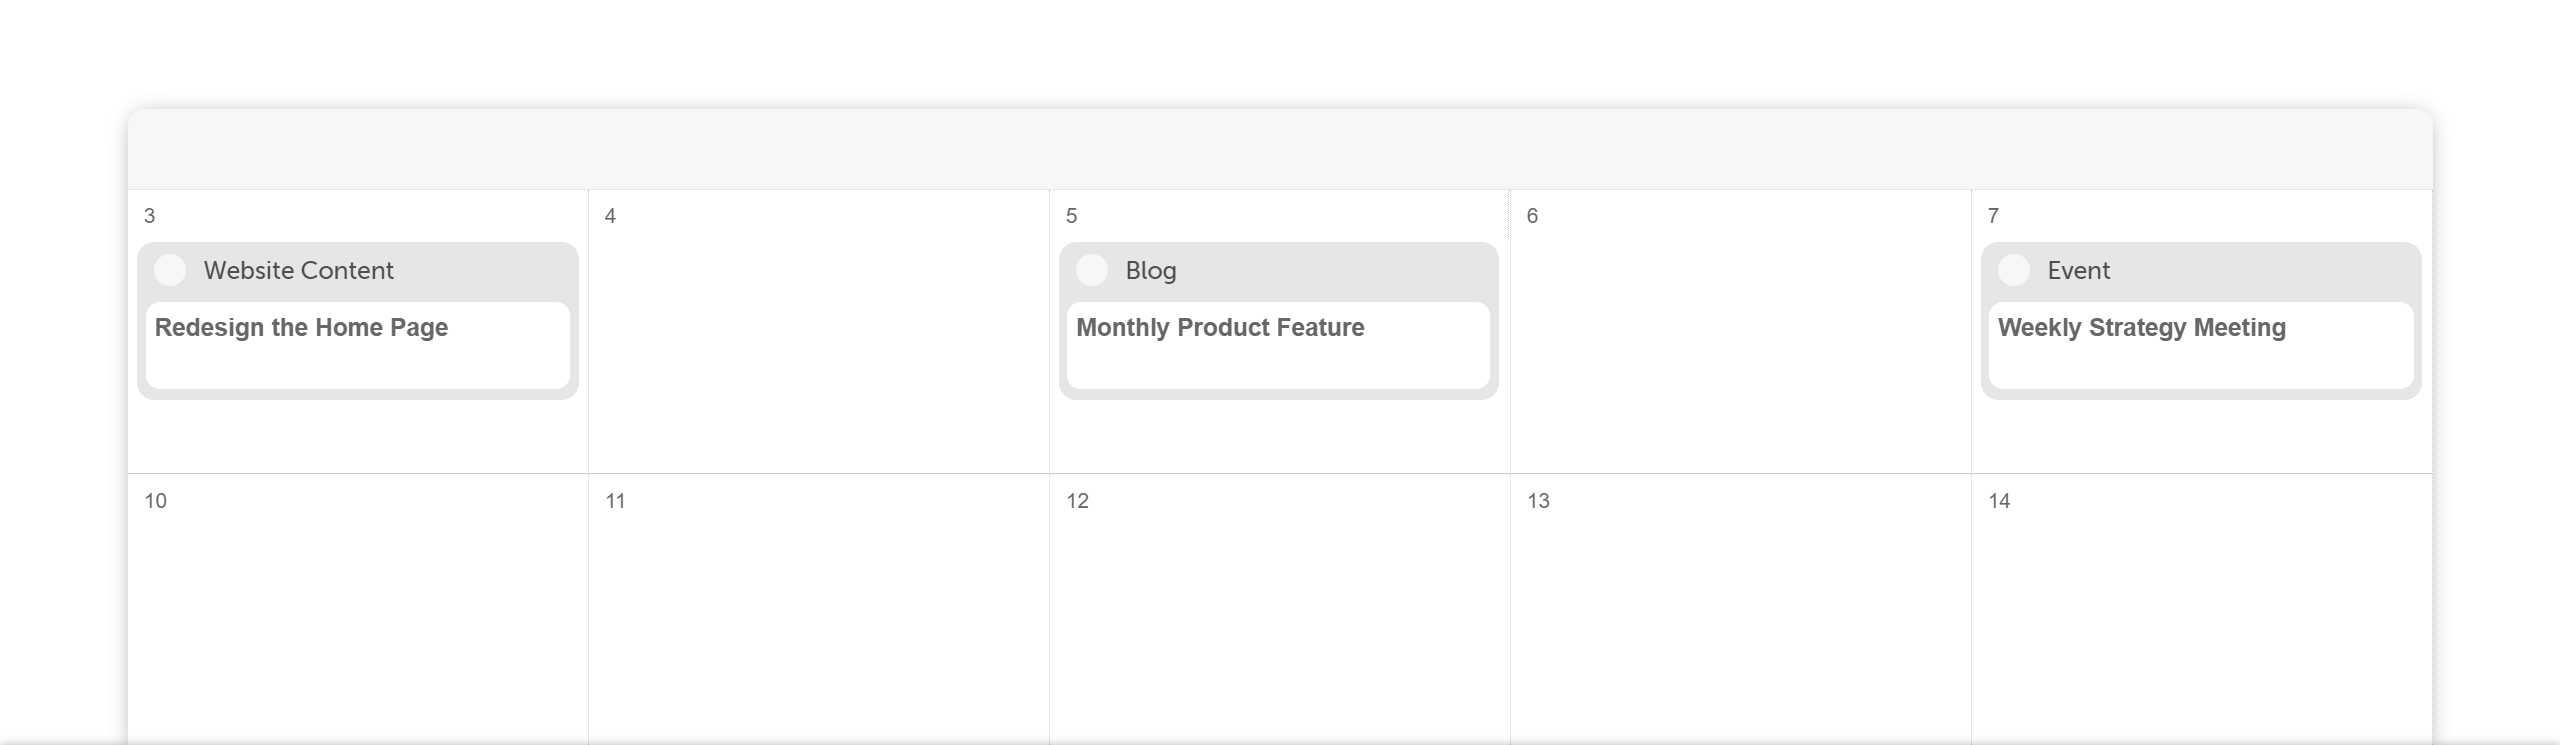 3
4
5
6
7
Website Content
Blog
Event
Redesign the Home Page
Monthly Product Feature
Weekly Strategy Meeting
10
11
12
13
14